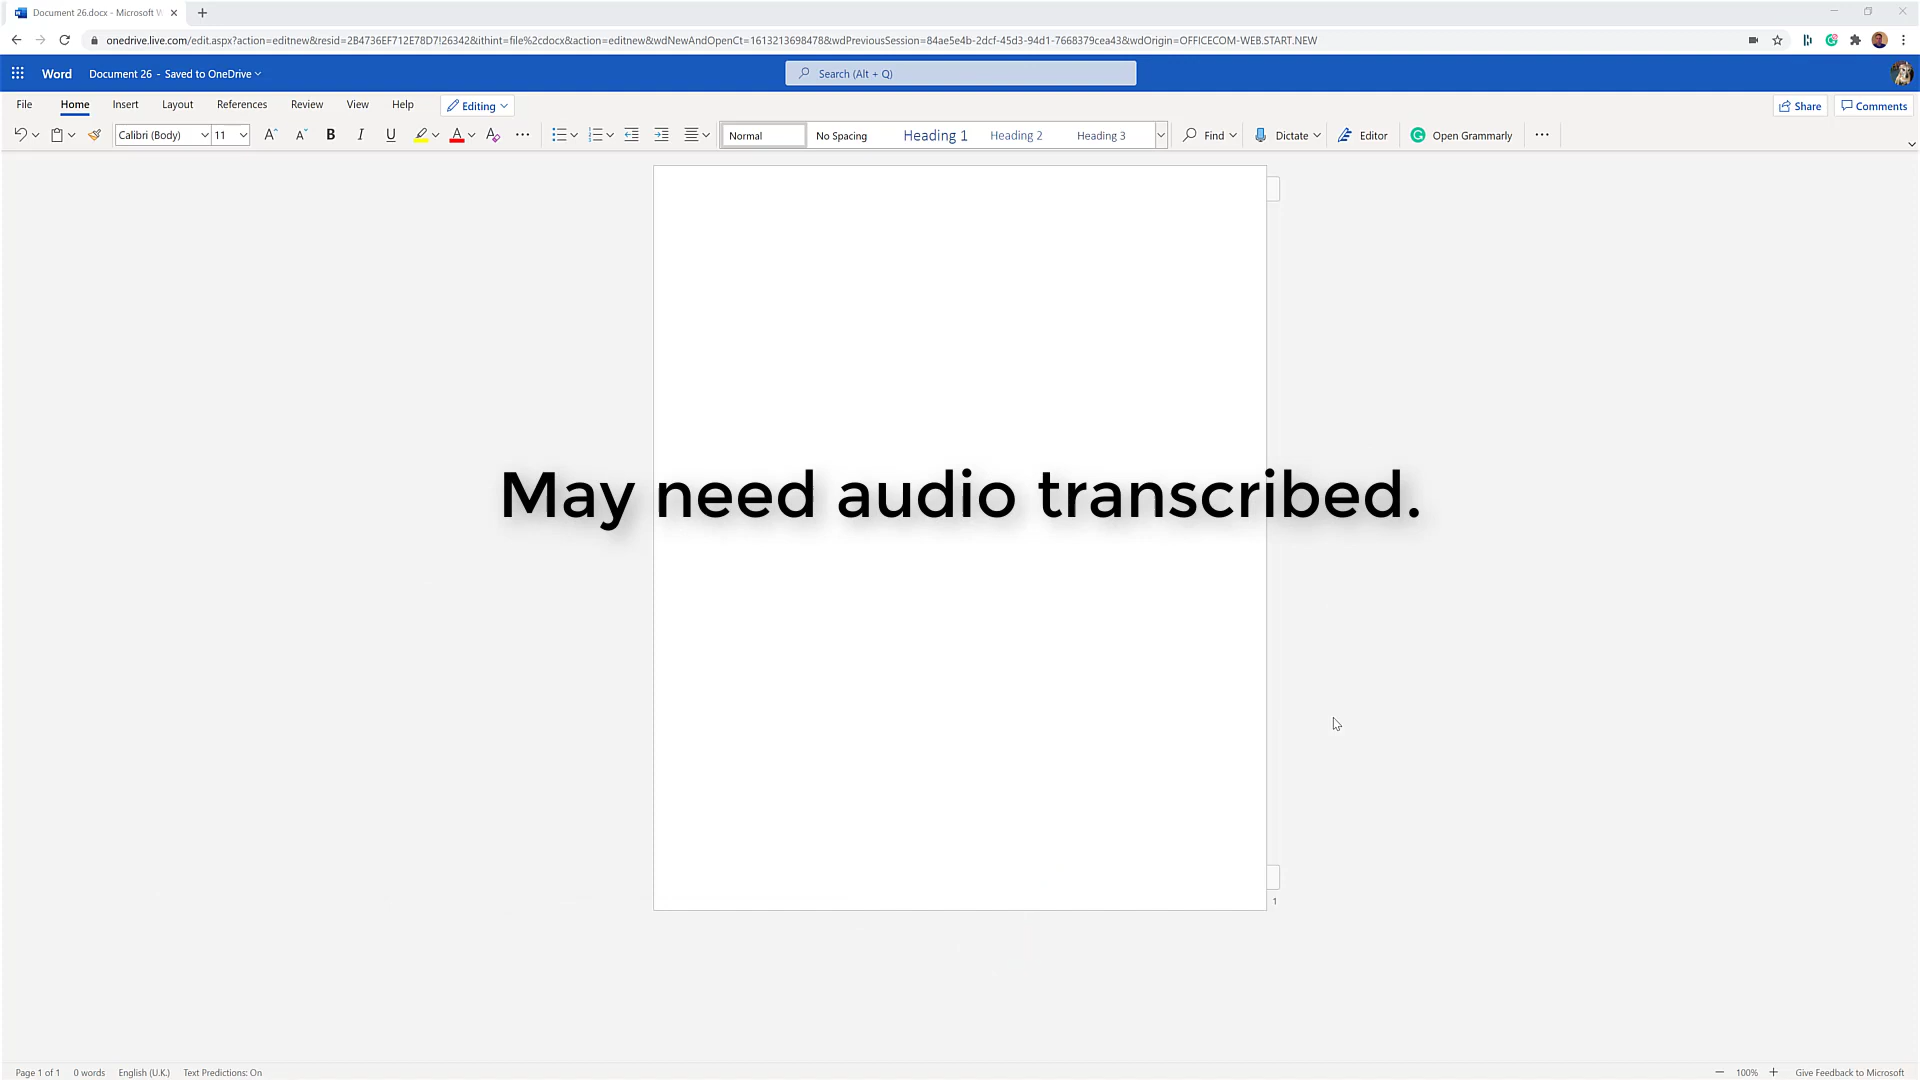 Document 26.docx - Microsoft W
onedrive.live.com/edit.aspx?action=editnew&resid=2B4736EF712E78D7!26342&ithint=file%2cdocx&action=editnew&wdNewAndOpenCt=1613213698478&wdPreviousSession=84ae5e4b-2dcf-45d3-94d1-7668379cea43&wdOrigin=OFFICECOM-WEB.START.NEW
Word Document 26 - Saved to OneDrive Search (Alt + Q)
File Home Insert Layout References Review View Help Editing Share Comments
Calibri (Body) 11 B I U A Normal No Spacing Heading 1 Heading 2 Heading 3 Find Dictate Editor Open Grammarly
May need audio transcribed.
1
Page 1 of 1 0 words English (U.K.) Text Predictions: On 100% Give Feedback to Microsoft